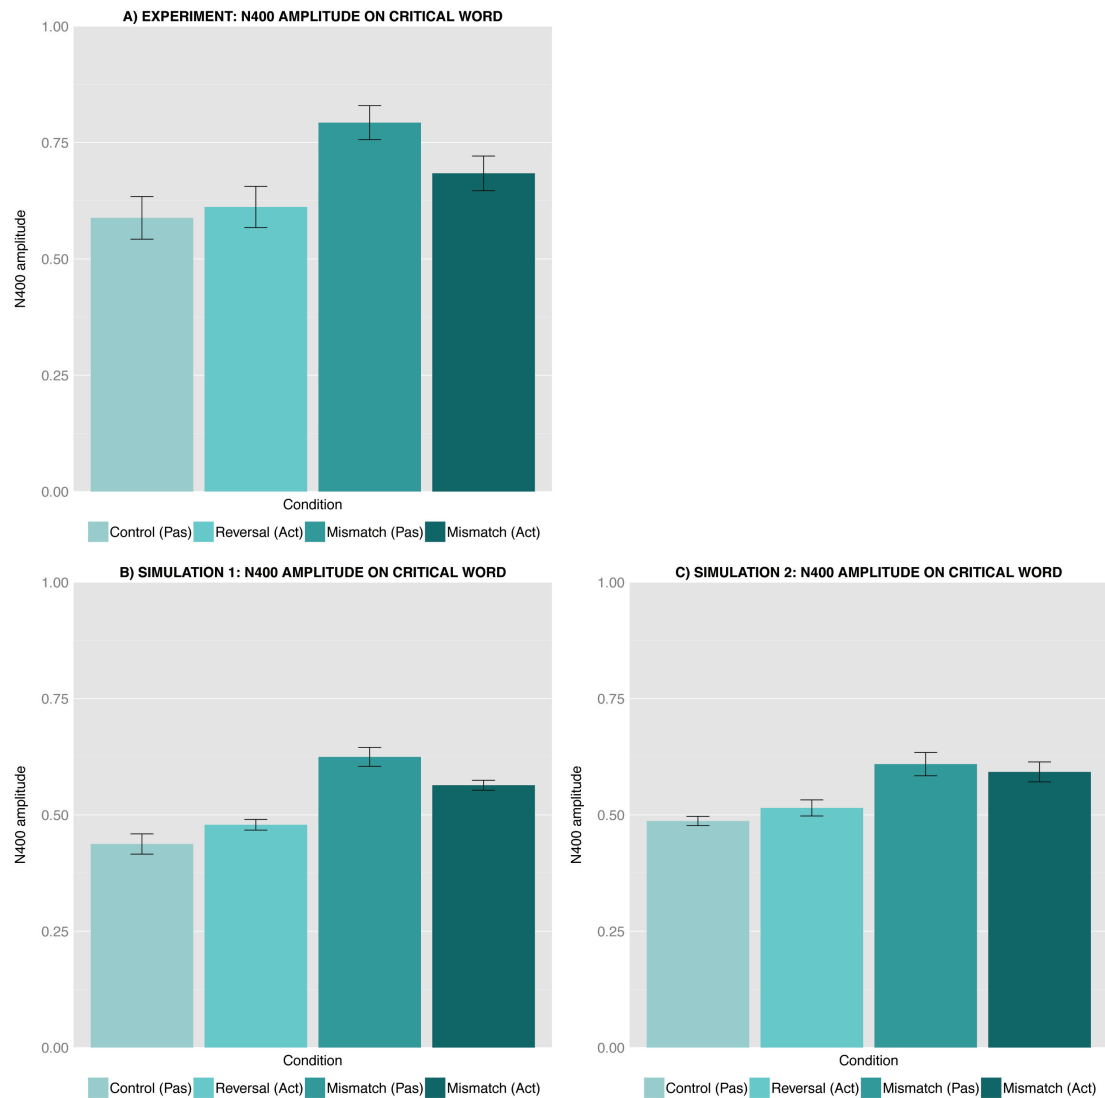 A) EXPERIMENT: N400 AMPLITUDE ON CRITICAL WORD
1.00
0.75
0.50
0.25
0.00
N400 amplitude
Condition
Control (Pas) Reversal (Act) Mismatch (Pas) Mismatch (Act)
B) SIMULATION 1: N400 AMPLITUDE ON CRITICAL WORD
1.00
0.75
0.50
0.25
0.00
N400 amplitude
Condition
Control (Pas) Reversal (Act) Mismatch (Pas) Mismatch (Act)
C) SIMULATION 2: N400 AMPLITUDE ON CRITICAL WORD
1.00
0.75
0.50
0.25
0.00
N400 amplitude
Condition
Control (Pas) Reversal (Act) Mismatch (Pas) Mismatch (Act)